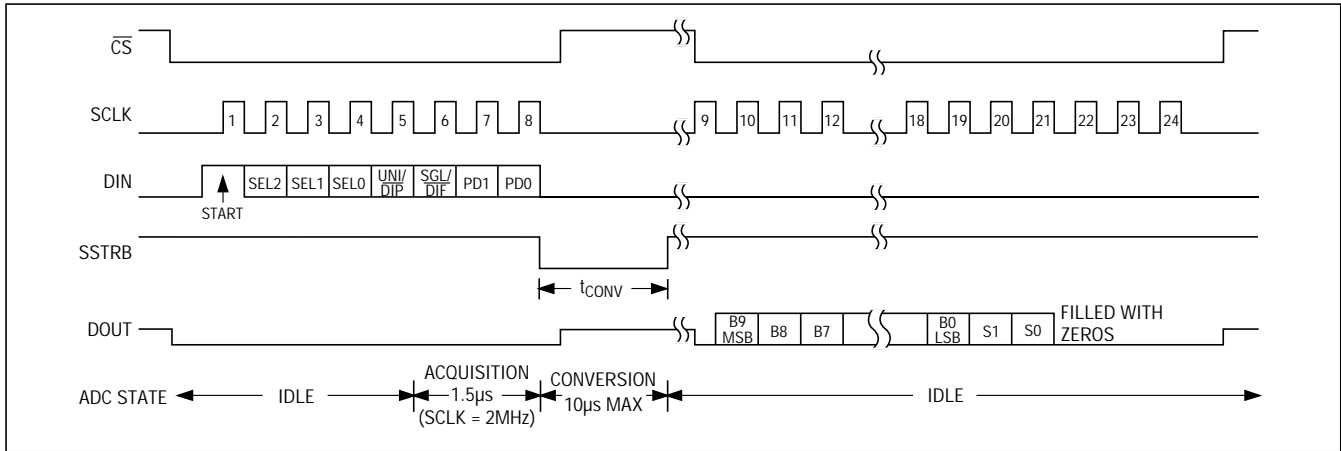 CS
SCLK
1 2 3 4 5 6 7 8 9 10 11 12 18 19 20 21 22 23 24
DIN
SEL2 SEL1 SEL0 UNI/ SGL/ PD1 PD0
DIP DIF
START
SSTRB
tCONV
DOUT
B9 B8 B7 B0 S1 S0 FILLED WITH
MSB LSB ZEROS
ADC STATE IDLE ACQUISITION CONVERSION IDLE
1.5µs 10µs MAX
(SCLK = 2MHz)